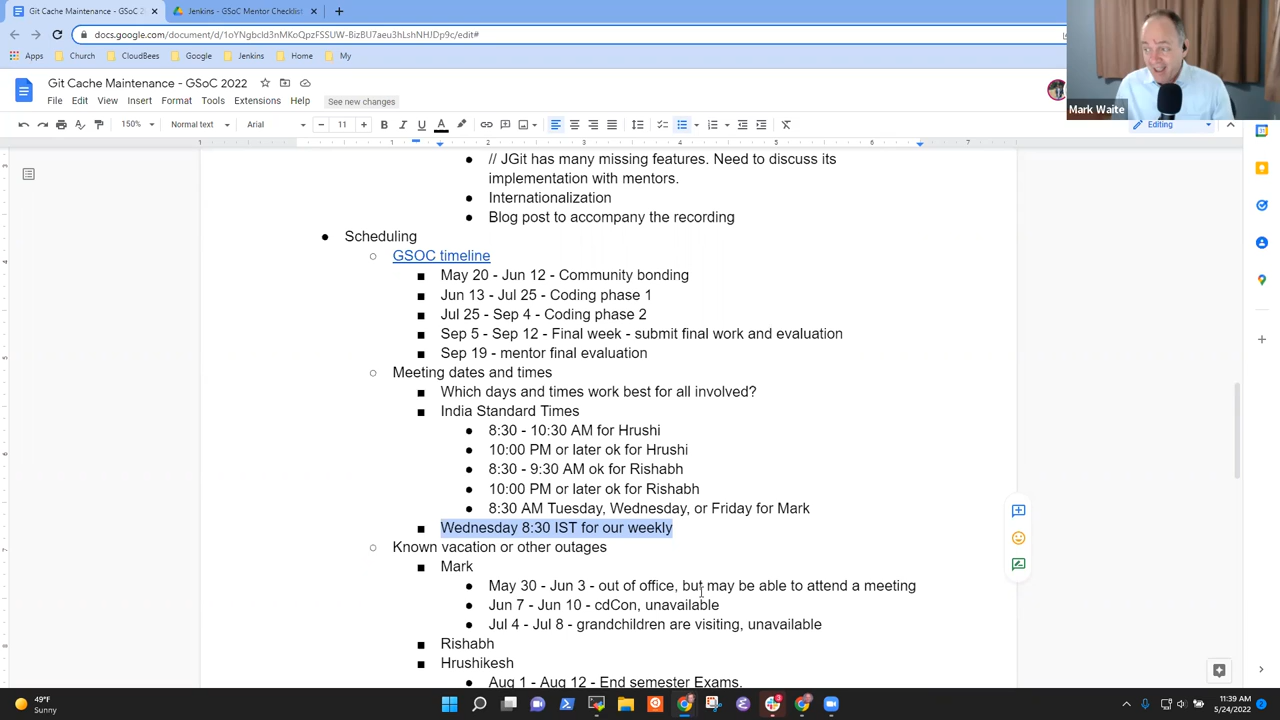 Git Cache Maintenance - GSoC 2
Jenkins - GSoC Mentor Checklist
docs.google.com/document/d/1oYNgbcid3nMKoQpzFSSUW-Biz8U7aeu3hLshNHJDp9c/edit#
Apps Church CloudBees Google Jenkins Home My
Git Cache Maintenance - GSoC 2022
File Edit View Insert Format Tools Extensions Help See new changes
150% Normal text Arial 11 Editing
Mark Waite
// JGit has many missing features. Need to discuss its
implementation with mentors.
Internationalization
Blog post to accompany the recording
Scheduling
GSOC timeline
May 20 - Jun 12 - Community bonding
Jun 13 - Jul 25 - Coding phase 1
Jul 25 - Sep 4 - Coding phase 2
Sep 5 - Sep 12 - Final week - submit final work and evaluation
Sep 19 - mentor final evaluation
Meeting dates and times
Which days and times work best for all involved?
India Standard Times
8:30 - 10:30 AM for Hrushi
10:00 PM or later ok for Hrushi
8:30 - 9:30 AM ok for Rishabh
10:00 PM or later ok for Rishabh
8:30 AM Tuesday, Wednesday, or Friday for Mark
Wednesday 8:30 IST for our weekly
Known vacation or other outages
Mark
May 30 - Jun 3 - out of office, but may be able to attend a meeting
Jun 7 - Jun 10 - cdCon, unavailable
Jul 4 - Jul 8 - grandchildren are visiting, unavailable
Rishabh
Hrushikesh
Aug 1 - Aug 12 - End semester Exams.
49°F
Sunny
11:39 AM
5/24/2022